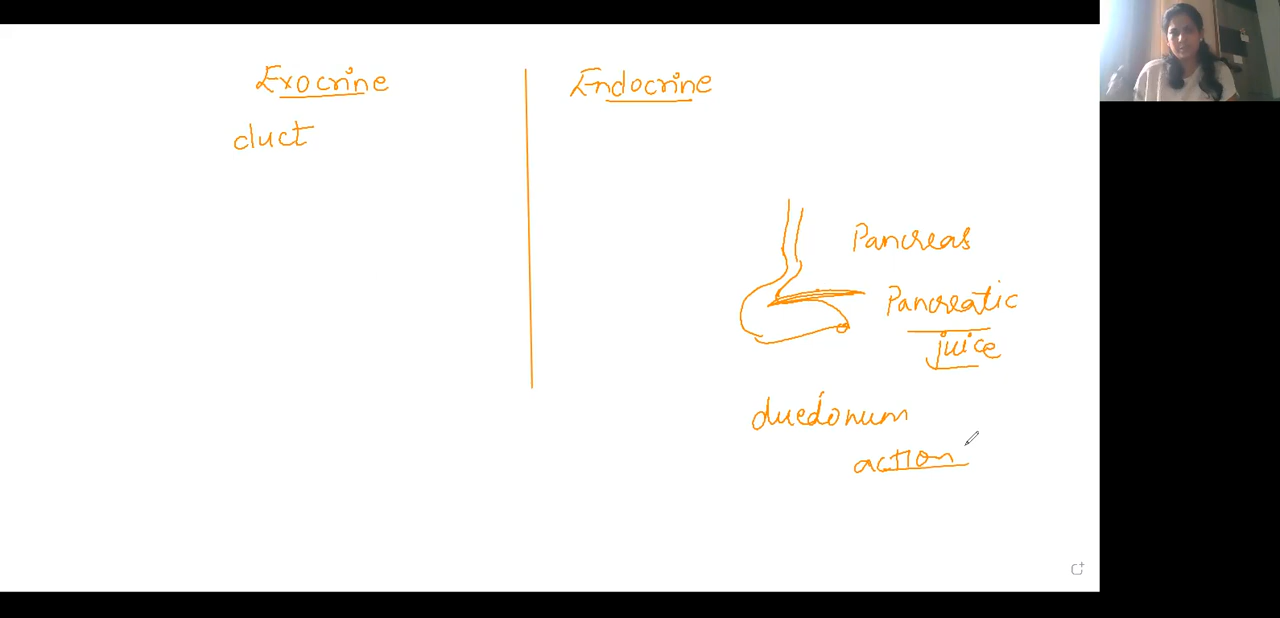 Exocrine
Endocrine
duct
Pancreas
Pancreatic
juice
duedonum
action